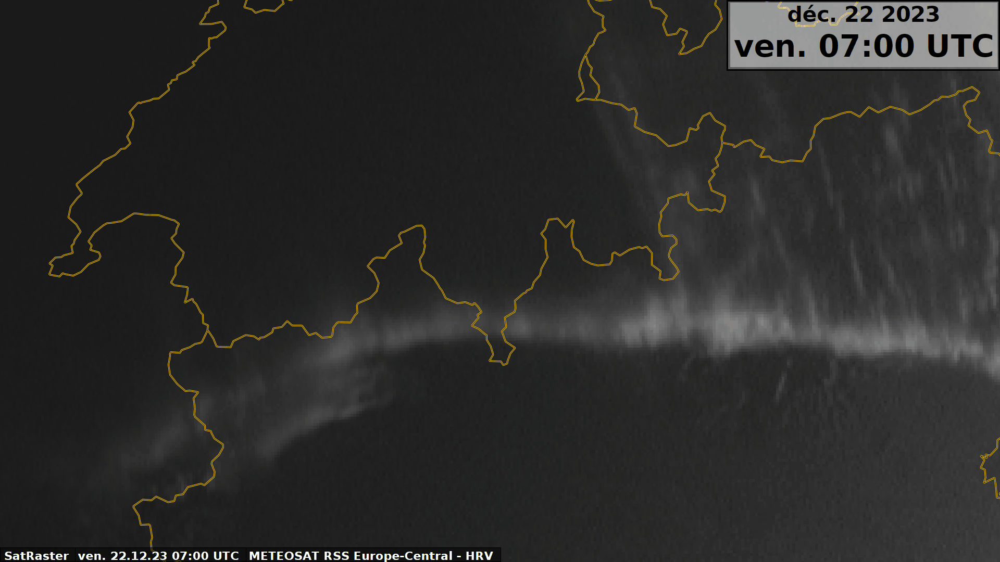 déc. 22 2023
ven. 07:00 UTC
SatRaster ven. 22.12.23 07:00 UTC METEOSAT RSS Europe-Central - HRV